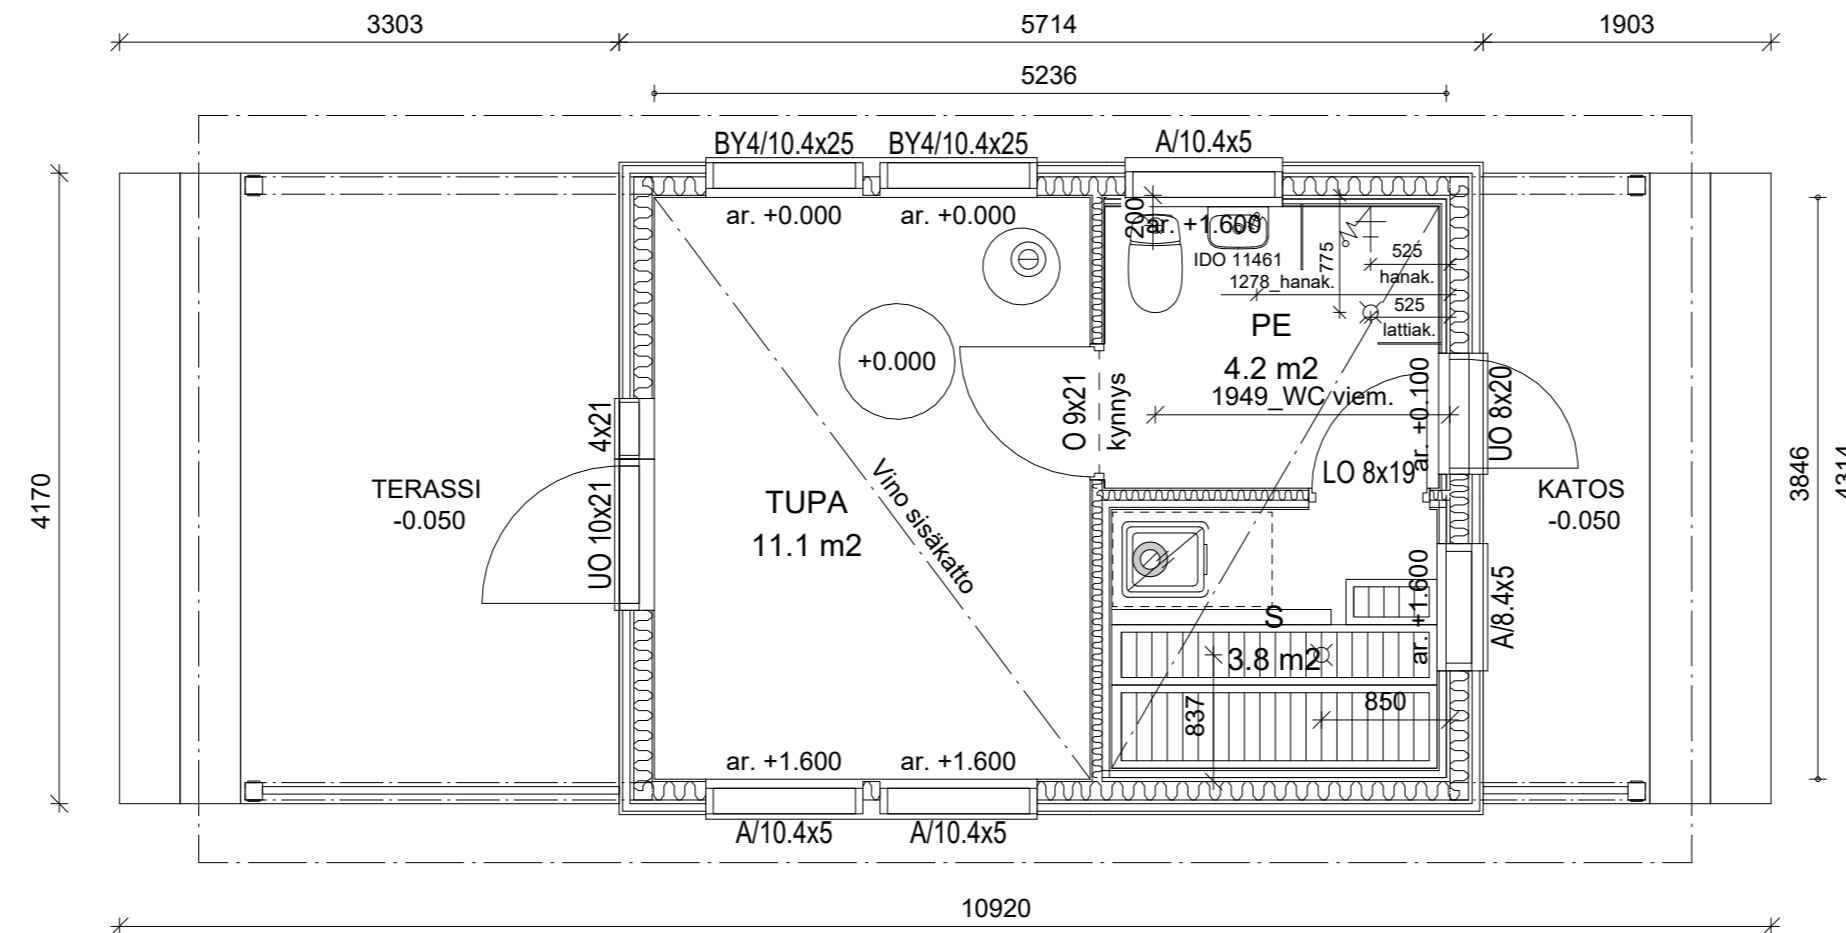 3303
5714
1903
5236
BY4/10.4x25
BY4/10.4x25
A/10.4x5
ar. +0.000
ar. +0.000
200
ar. +1.600
IDO 11461
1278_hanak.
775
525
hanak.
525
lattiak.
+0.000
PE
4.2 m2
1949_WC viem.
O 9x21
kynnys
ar. +0.100
UO 8x20
LO 8x19
4x21
UO 10x21
TERASSI
-0.050
TUPA
11.1 m2
Vino sisäkatto
KATOS
-0.050
4170
3846
4314
S
3.8 m2
ar. +1.600
A/8.4x5
837
850
ar. +1.600
ar. +1.600
A/10.4x5
A/10.4x5
10920